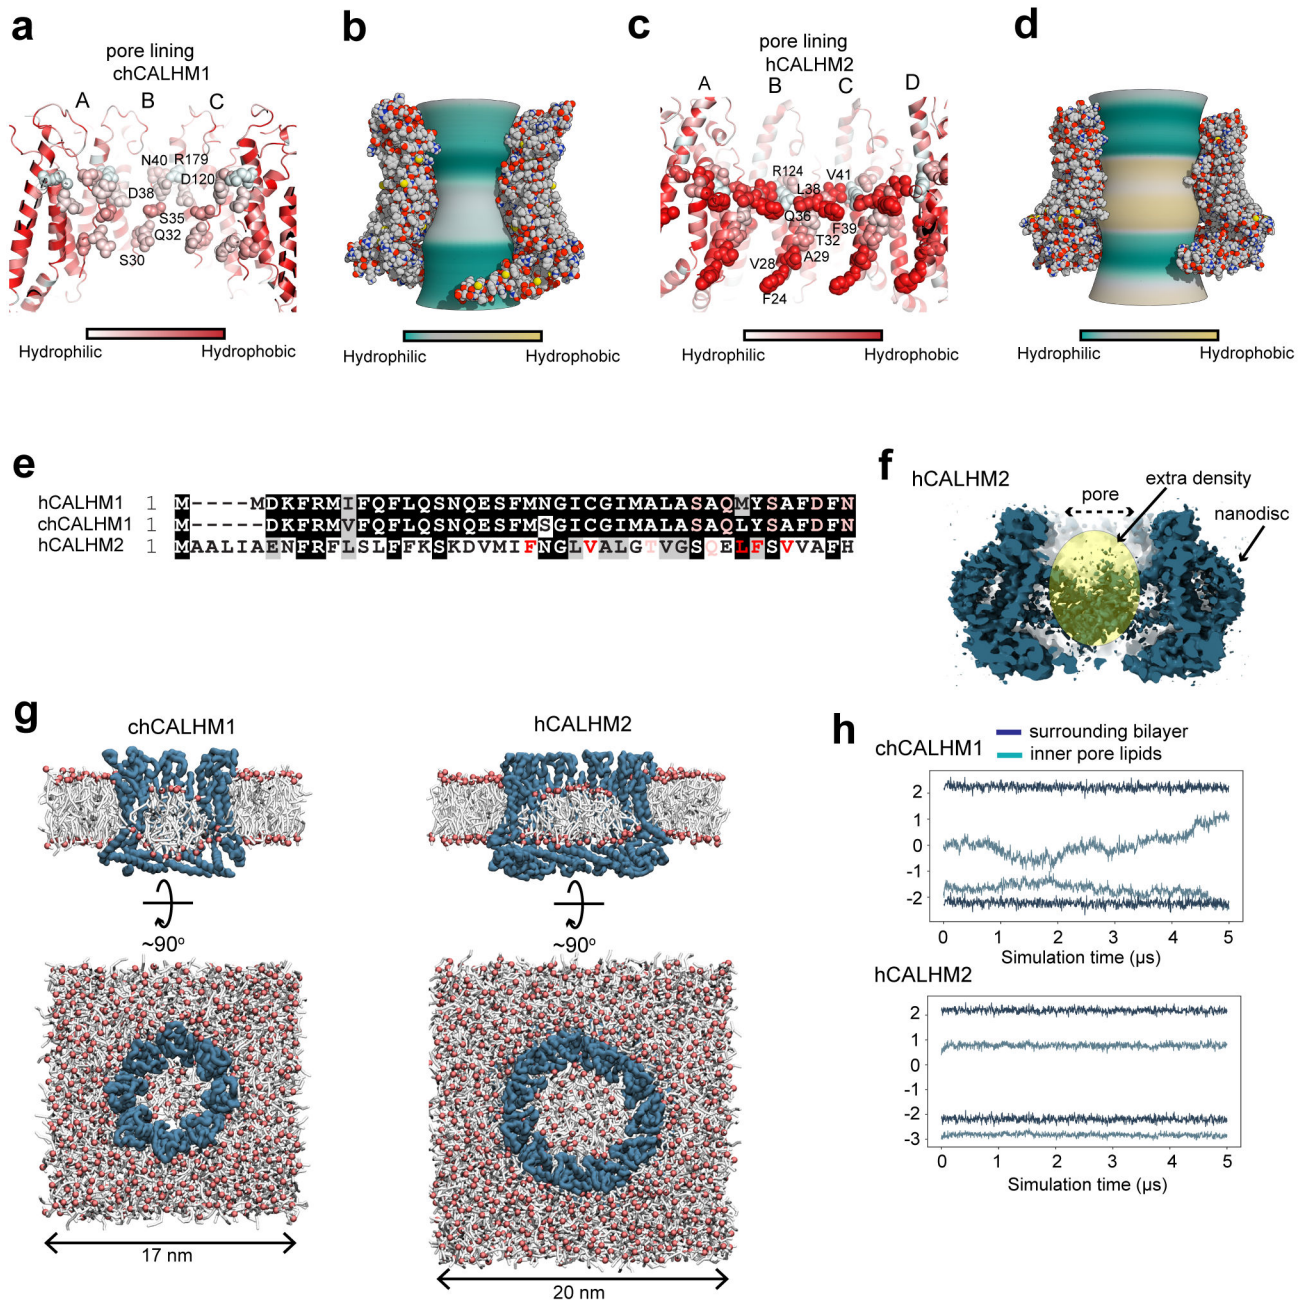 a
pore lining
chCALHM1
A B C
N40 R179
D38 D120
S35
Q32
S30
Hydrophilic Hydrophobic
b
Hydrophilic Hydrophobic
c
pore lining
hCALHM2
A B C D
R124 V41
L38
Q36
F39
T32
V28 A29
F24
Hydrophilic Hydrophobic
d
Hydrophilic Hydrophobic
e
hCALHM1 1 M----MDKFRMIFQFLQSNQESFMNGICGIMALASAQMYSAFDFN
chCALHM1 1 M-----DKFRMVFQFLQSNQESFMSGICGIMALASAQLYSAFDFN
hCALHM2 1 MAALIAENFRFLSLFFKSKDVMIFNGLVALGTVGSQELFSVVAFH
f
hCALHM2
extra density
pore
nanodisc
g
chCALHM1
~90°
17 nm
hCALHM2
~90°
20 nm
h
surrounding bilayer
inner pore lipids
chCALHM1
2
0
-1
-2
0 1 2 3 4 5
Simulation time (µs)
hCALHM2
2
1
0
-1
-2
-3
0 1 2 3 4 5
Simulation time (µs)